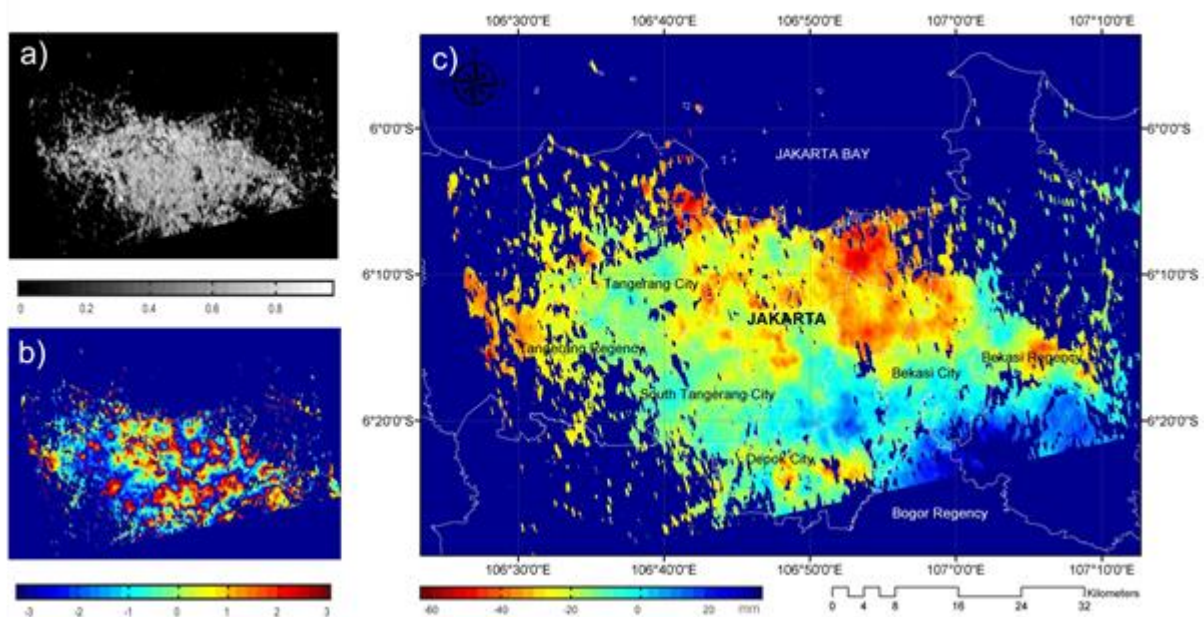 a)
0 0.2 0.4 0.6 0.8
b)
-3 -2 -1 0 1 2 3
c)
106°30'0"E 106°40'0"E 106°50'0"E 107°0'0"E 107°10'0"E
6°0'0"S 6°0'0"S
JAKARTA BAY
6°10'0"S 6°10'0"S
Tangerang City
JAKARTA
Tangerang Regency
Bekasi Regency
Bekasi City
South Tangerang City
6°20'0"S 6°20'0"S
Depok City
Bogor Regency
106°30'0"E 106°40'0"E 106°50'0"E 107°0'0"E 107°10'0"E
-60 -40 -20 0 20 mm
Kilometers
0 4 8 16 24 32